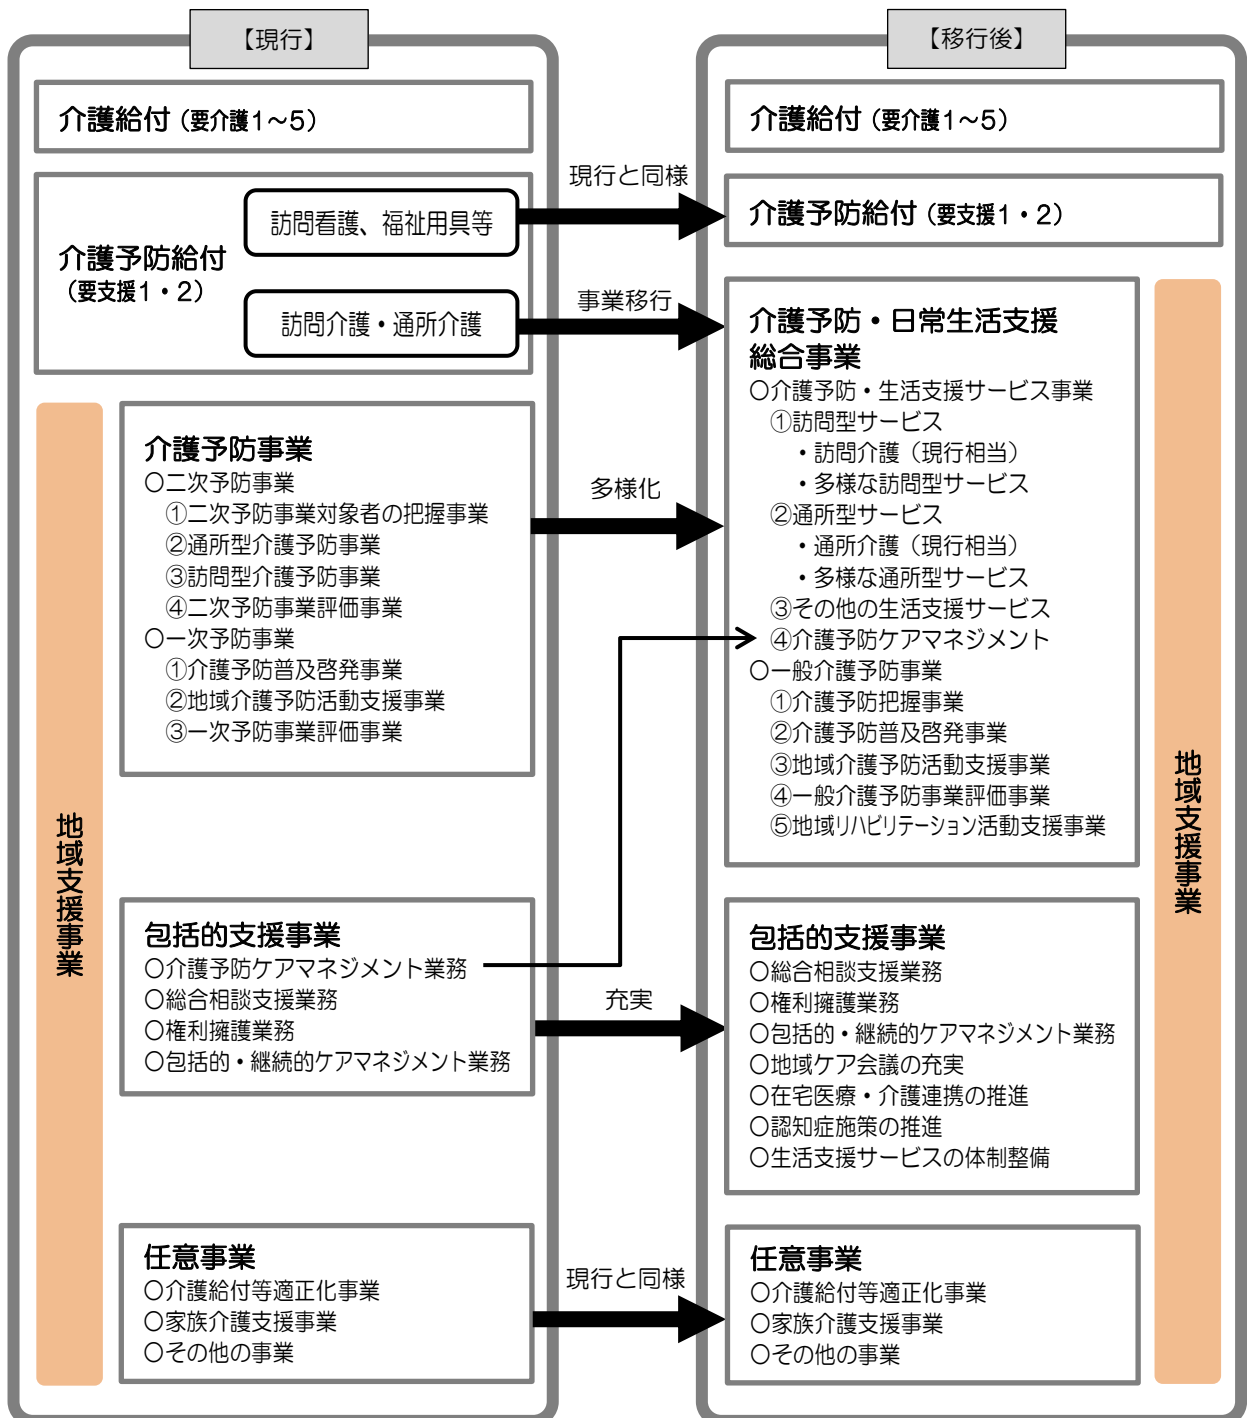 【現行】
介護給付（要介護1～5）
介護予防給付
（要支援1・2）
訪問看護、福祉用具等
訪問介護・通所介護
地域支援事業
介護予防事業
○二次予防事業
①二次予防事業対象者の把握事業
②通所型介護予防事業
③訪問型介護予防事業
④二次予防事業評価事業
○一次予防事業
①介護予防普及啓発事業
②地域介護予防活動支援事業
③一次予防事業評価事業
包括的支援事業
○介護予防ケアマネジメント業務
○総合相談支援業務
○権利擁護業務
○包括的・継続的ケアマネジメント業務
任意事業
○介護給付等適正化事業
○家族介護支援事業
○その他の事業
現行と同様
事業移行
多様化
充実
現行と同様
【移行後】
介護給付（要介護1～5）
介護予防給付（要支援1・2）
介護予防・日常生活支援
総合事業
○介護予防・生活支援サービス事業
①訪問型サービス
・訪問介護（現行相当）
・多様な訪問型サービス
②通所型サービス
・通所介護（現行相当）
・多様な通所型サービス
③その他の生活支援サービス
④介護予防ケアマネジメント
○一般介護予防事業
①介護予防把握事業
②介護予防普及啓発事業
③地域介護予防活動支援事業
④一般介護予防事業評価事業
⑤地域リハビリテーション活動支援事業
包括的支援事業
○総合相談支援業務
○権利擁護業務
○包括的・継続的ケアマネジメント業務
○地域ケア会議の充実
○在宅医療・介護連携の推進
○認知症施策の推進
○生活支援サービスの体制整備
任意事業
○介護給付等適正化事業
○家族介護支援事業
○その他の事業
地域支援事業